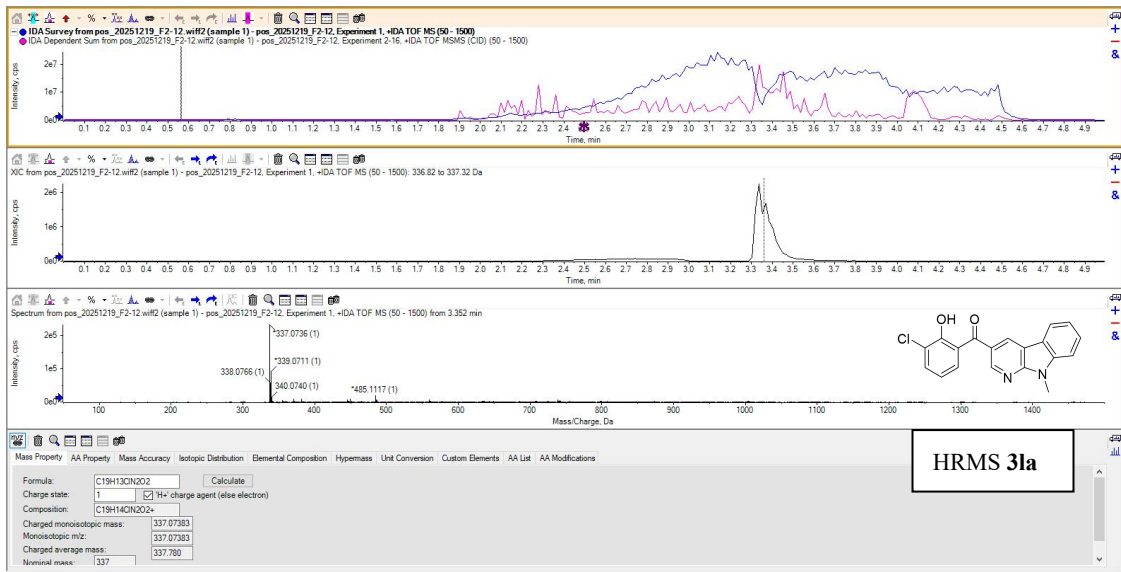 IDA Survey from pos_20251219_F2-12.wiff2 (sample 1) - pos_20251219_F2-12, Experiment 1, +IDA TOF MS (50 - 1500)
IDA Dependent Sum from pos_20251219_F2-12.wiff2 (sample 1) - pos_20251219_F2-12, Experiment 2-16, +IDA TOF MSMS (CID) (50 - 1500)
Intensity, cps
2e7
1e7
0e0
0.1 0.2 0.3 0.4 0.5 0.6 0.7 0.8 0.9 1.0 1.1 1.2 1.3 1.4 1.5 1.6 1.7 1.8 1.9 2.0 2.1 2.2 2.3 2.4 2.5 2.6 2.7 2.8 2.9 3.0 3.1 3.2 3.3 3.4 3.5 3.6 3.7 3.8 3.9 4.0 4.1 4.2 4.3 4.4 4.5 4.6 4.7 4.8 4.9
Time, min
XIC from pos_20251219_F2-12.wiff2 (sample 1) - pos_20251219_F2-12, Experiment 1, +IDA TOF MS (50 - 1500): 336.82 to 337.32 Da
Intensity, cps
2e6
1e6
0e0
0.1 0.2 0.3 0.4 0.5 0.6 0.7 0.8 0.9 1.0 1.1 1.2 1.3 1.4 1.5 1.6 1.7 1.8 1.9 2.0 2.1 2.2 2.3 2.4 2.5 2.6 2.7 2.8 2.9 3.0 3.1 3.2 3.3 3.4 3.5 3.6 3.7 3.8 3.9 4.0 4.1 4.2 4.3 4.4 4.5 4.6 4.7 4.8 4.9
Time, min
Spectrum from pos_20251219_F2-12.wiff2 (sample 1) - pos_20251219_F2-12, Experiment 1, +IDA TOF MS (50 - 1500) from 3.352 min
Intensity, cps
2e5
1e5
0e0
*337.0736 (1)
*339.0711 (1)
338.0766 (1)
340.0740 (1)
*485.1117 (1)
OH O
Cl
N N
100 200 300 400 500 600 700 800 900 1000 1100 1200 1300 1400
Mass/Charge, Da
Mass Property AA Property Mass Accuracy Isotopic Distribution Elemental Composition Hypermass Unit Conversion Custom Elements AA List AA Modifications
HRMS 3la
Formula: C19H13ClN2O2 Calculate
Charge state: 1 'H+' charge agent (else electron)
Composition: C19H14ClN2O2+
Charged monoisotopic mass: 337.07383
Monoisotopic m/z: 337.07383
Charged average mass: 337.780
Nominal mass: 337